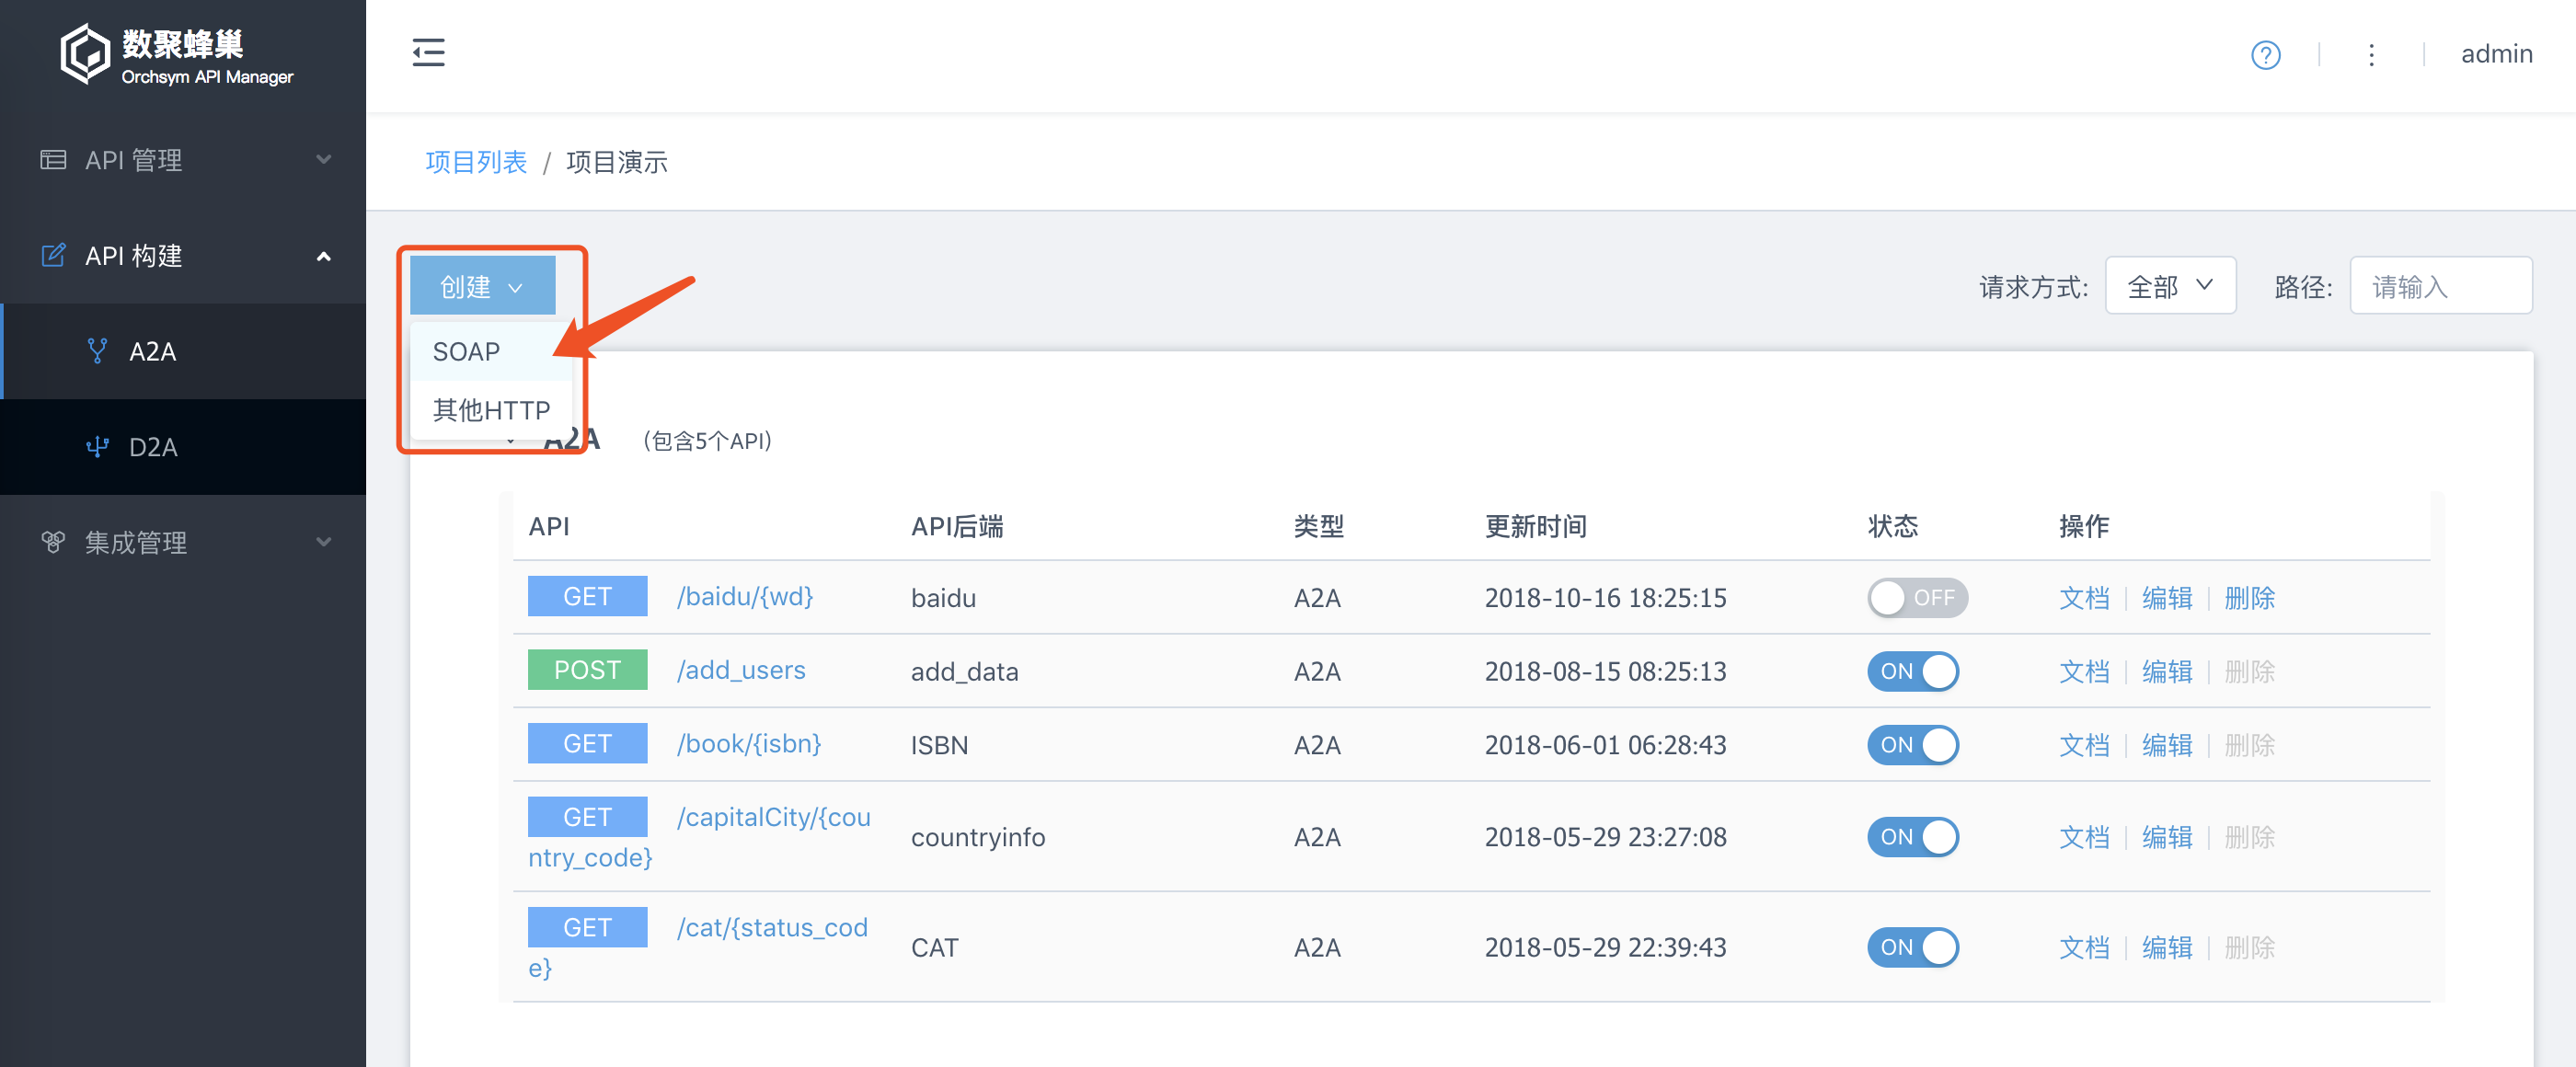 数聚蜂巢
Orchsym API Manager
admin
API 管理
API 构建
A2A
D2A
集成管理
项目列表 / 项目演示
创建
SOAP
其他HTTP
请求方式: 全部 路径: 请输入
A2A (包含5个API)
API API后端 类型 更新时间 状态 操作
GET /baidu/{wd} baidu A2A 2018-10-16 18:25:15 OFF 文档 编辑 删除
POST /add_users add_data A2A 2018-08-15 08:25:13 ON 文档 编辑 删除
GET /book/{isbn} ISBN A2A 2018-06-01 06:28:43 ON 文档 编辑 删除
GET /capitalCity/{cou
ntry_code} countryinfo A2A 2018-05-29 23:27:08 ON 文档 编辑 删除
GET /cat/{status_cod
e} CAT A2A 2018-05-29 22:39:43 ON 文档 编辑 删除